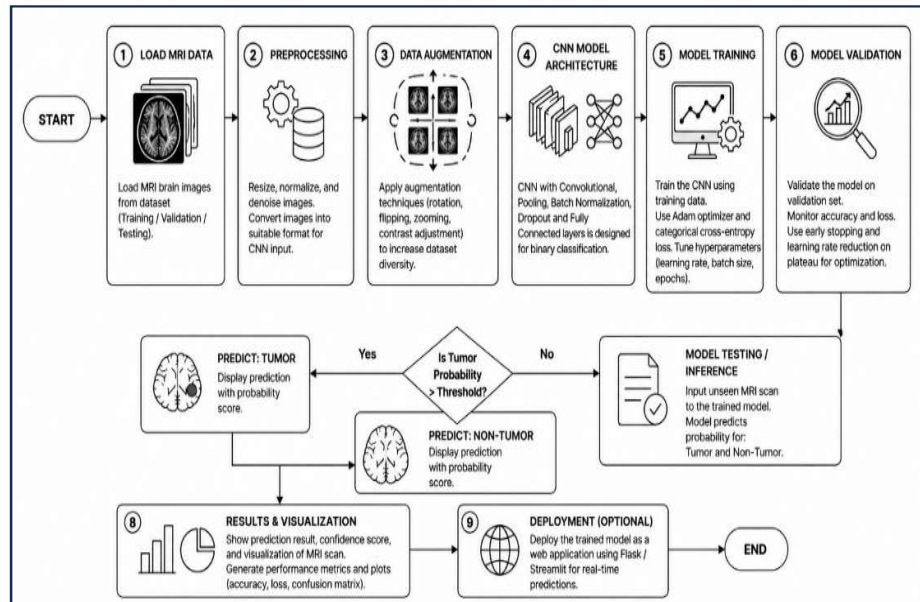 START
1 LOAD MRI DATA
Load MRI brain images
from dataset
(Training / Validation /
Testing).
2 PREPROCESSING
Resize, normalize, and
denoise images.
Convert images into
suitable format for
CNN input.
3 DATA AUGMENTATION
Apply augmentation
techniques (rotation,
flipping, zooming,
contrast adjustment)
to increase dataset
diversity.
4 CNN MODEL
ARCHITECTURE
CNN with Convolutional,
Pooling, Batch Normalization,
Dropout and Fully
Connected layers is designed
for binary classification.
5 MODEL TRAINING
Train the CNN using
training data.
Use Adam optimizer and
categorical cross-entropy
loss. Tune hyperparameters
(learning rate, batch size,
epochs).
6 MODEL VALIDATION
Validate the model on
validation set.
Monitor accuracy and loss.
Use early stopping and
learning rate reduction on
plateau for optimization.
PREDICT: TUMOR
Display prediction
with probability
score.
Yes
Is Tumor
Probability
> Threshold?
No
MODEL TESTING /
INFERENCE
Input unseen MRI scan
to the trained model.
Model predicts
probability for:
Tumor and Non-Tumor.
PREDICT: NON-TUMOR
Display prediction
with probability
score.
8 RESULTS & VISUALIZATION
Show prediction result, confidence score,
and visualization of MRI scan.
Generate performance metrics and plots
(accuracy, loss, confusion matrix).
9 DEPLOYMENT (OPTIONAL)
Deploy the trained model as a
web application using Flask /
Streamlit for real-time
predictions.
END